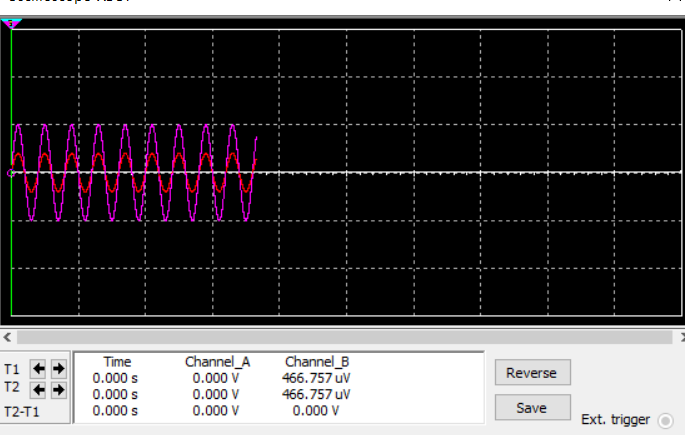 Time Channel_A Channel_B
T1 0.000 s 0.000 V 466.757 uV
T2 0.000 s 0.000 V 466.757 uV
T2-T1 0.000 s 0.000 V 0.000 V
Reverse
Save
Ext. trigger